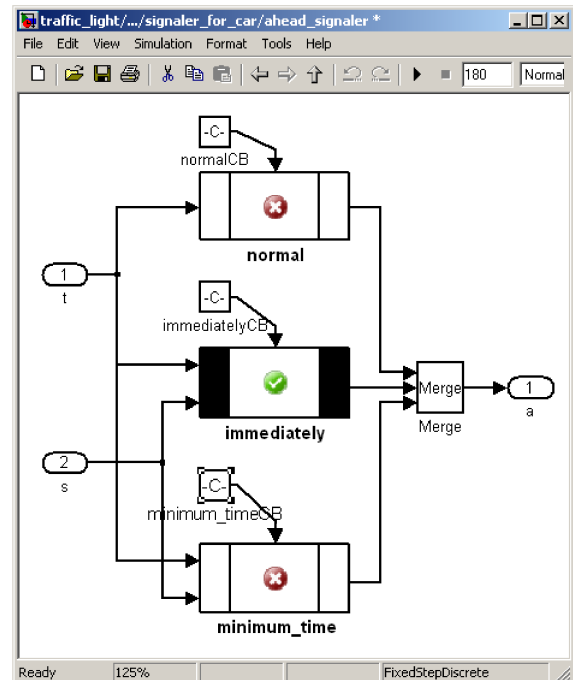 traffic_light/.../signaler_for_car/ahead_signaler *
File Edit View Simulation Format Tools Help
180 Normal
-C-
normalCB
normal
1
t
-C-
immediatelyCB
immediately
Merge
Merge
1
a
2
s
-C-
minimum_timeCB
minimum_time
Ready 125% FixedStepDiscrete